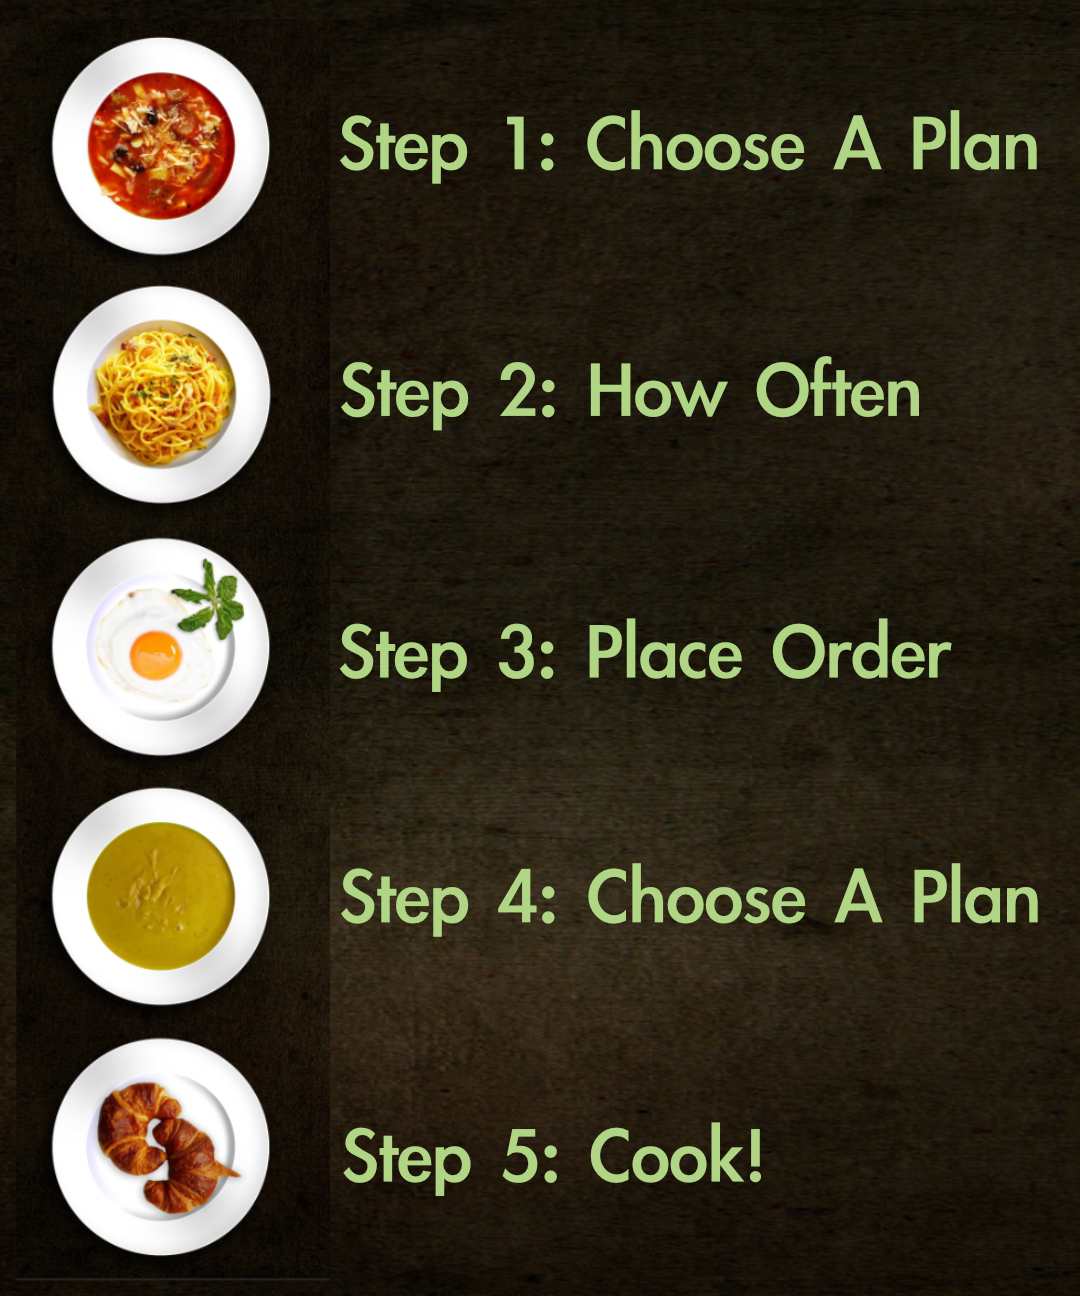 Step 1: Choose A Plan
Step 2: How Often
Step 3: Place Order
Step 4: Choose A Plan
Step 5: Cook!